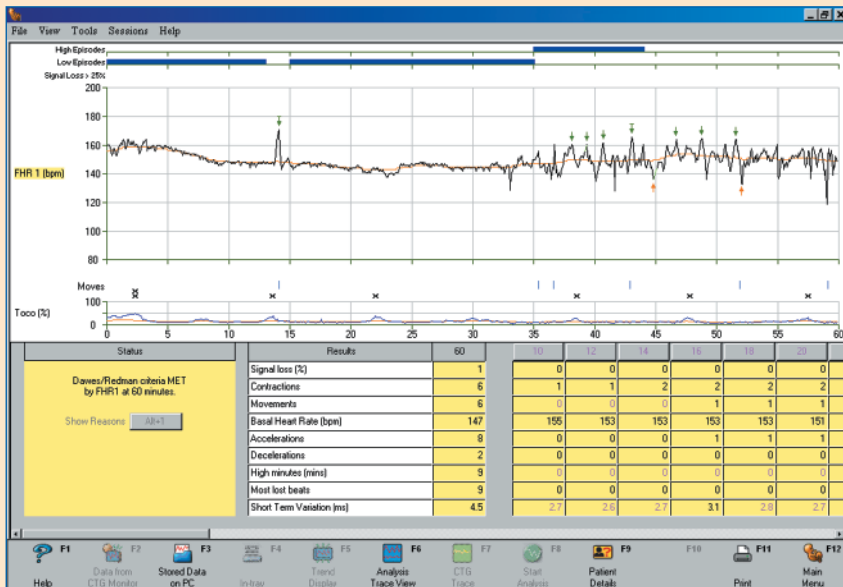 File View Tools Sessions Help
High Episodes
Low Episodes
Signal Loss > 25%
200
180
160
140
120
100
80
FHR 1 (bpm)
Moves
100
0
Toco (%)
0 5 10 15 20 25 30 35 40 45 50 55 60
Status
Dawes/Redman criteria MET
by FHR1 at 60 minutes.
Show Reasons Alt+1
Results 60 10 12 14 16 18 20
Signal loss (%) 1 0 0 0 0 0 0
Contractions 6 1 1 2 2 2 2
Movements 6 0 0 0 1 1 1
Basal Heart Rate (bpm) 147 155 153 153 153 153 151
Accelerations 8 0 0 0 1 1 1
Decelerations 2 0 0 0 0 0 0
High minutes (mins) 9 0 0 0 0 0 0
Most lost beats 9 0 0 0 0 0 0
Short Term Variation (ms) 4.5 2.7 2.6 2.7 3.1 2.8 2.7
F1 F2 F3 F4 F5 F6 F7 F8 F9 F10 F11 F12
Help
Data from
CTG Monitor
Stored Data
on PC
In-tray
Trend
Display
Analysis
Trace View
CTG
Trace
Start
Analysis
Patient
Details
Print
Main
Menu